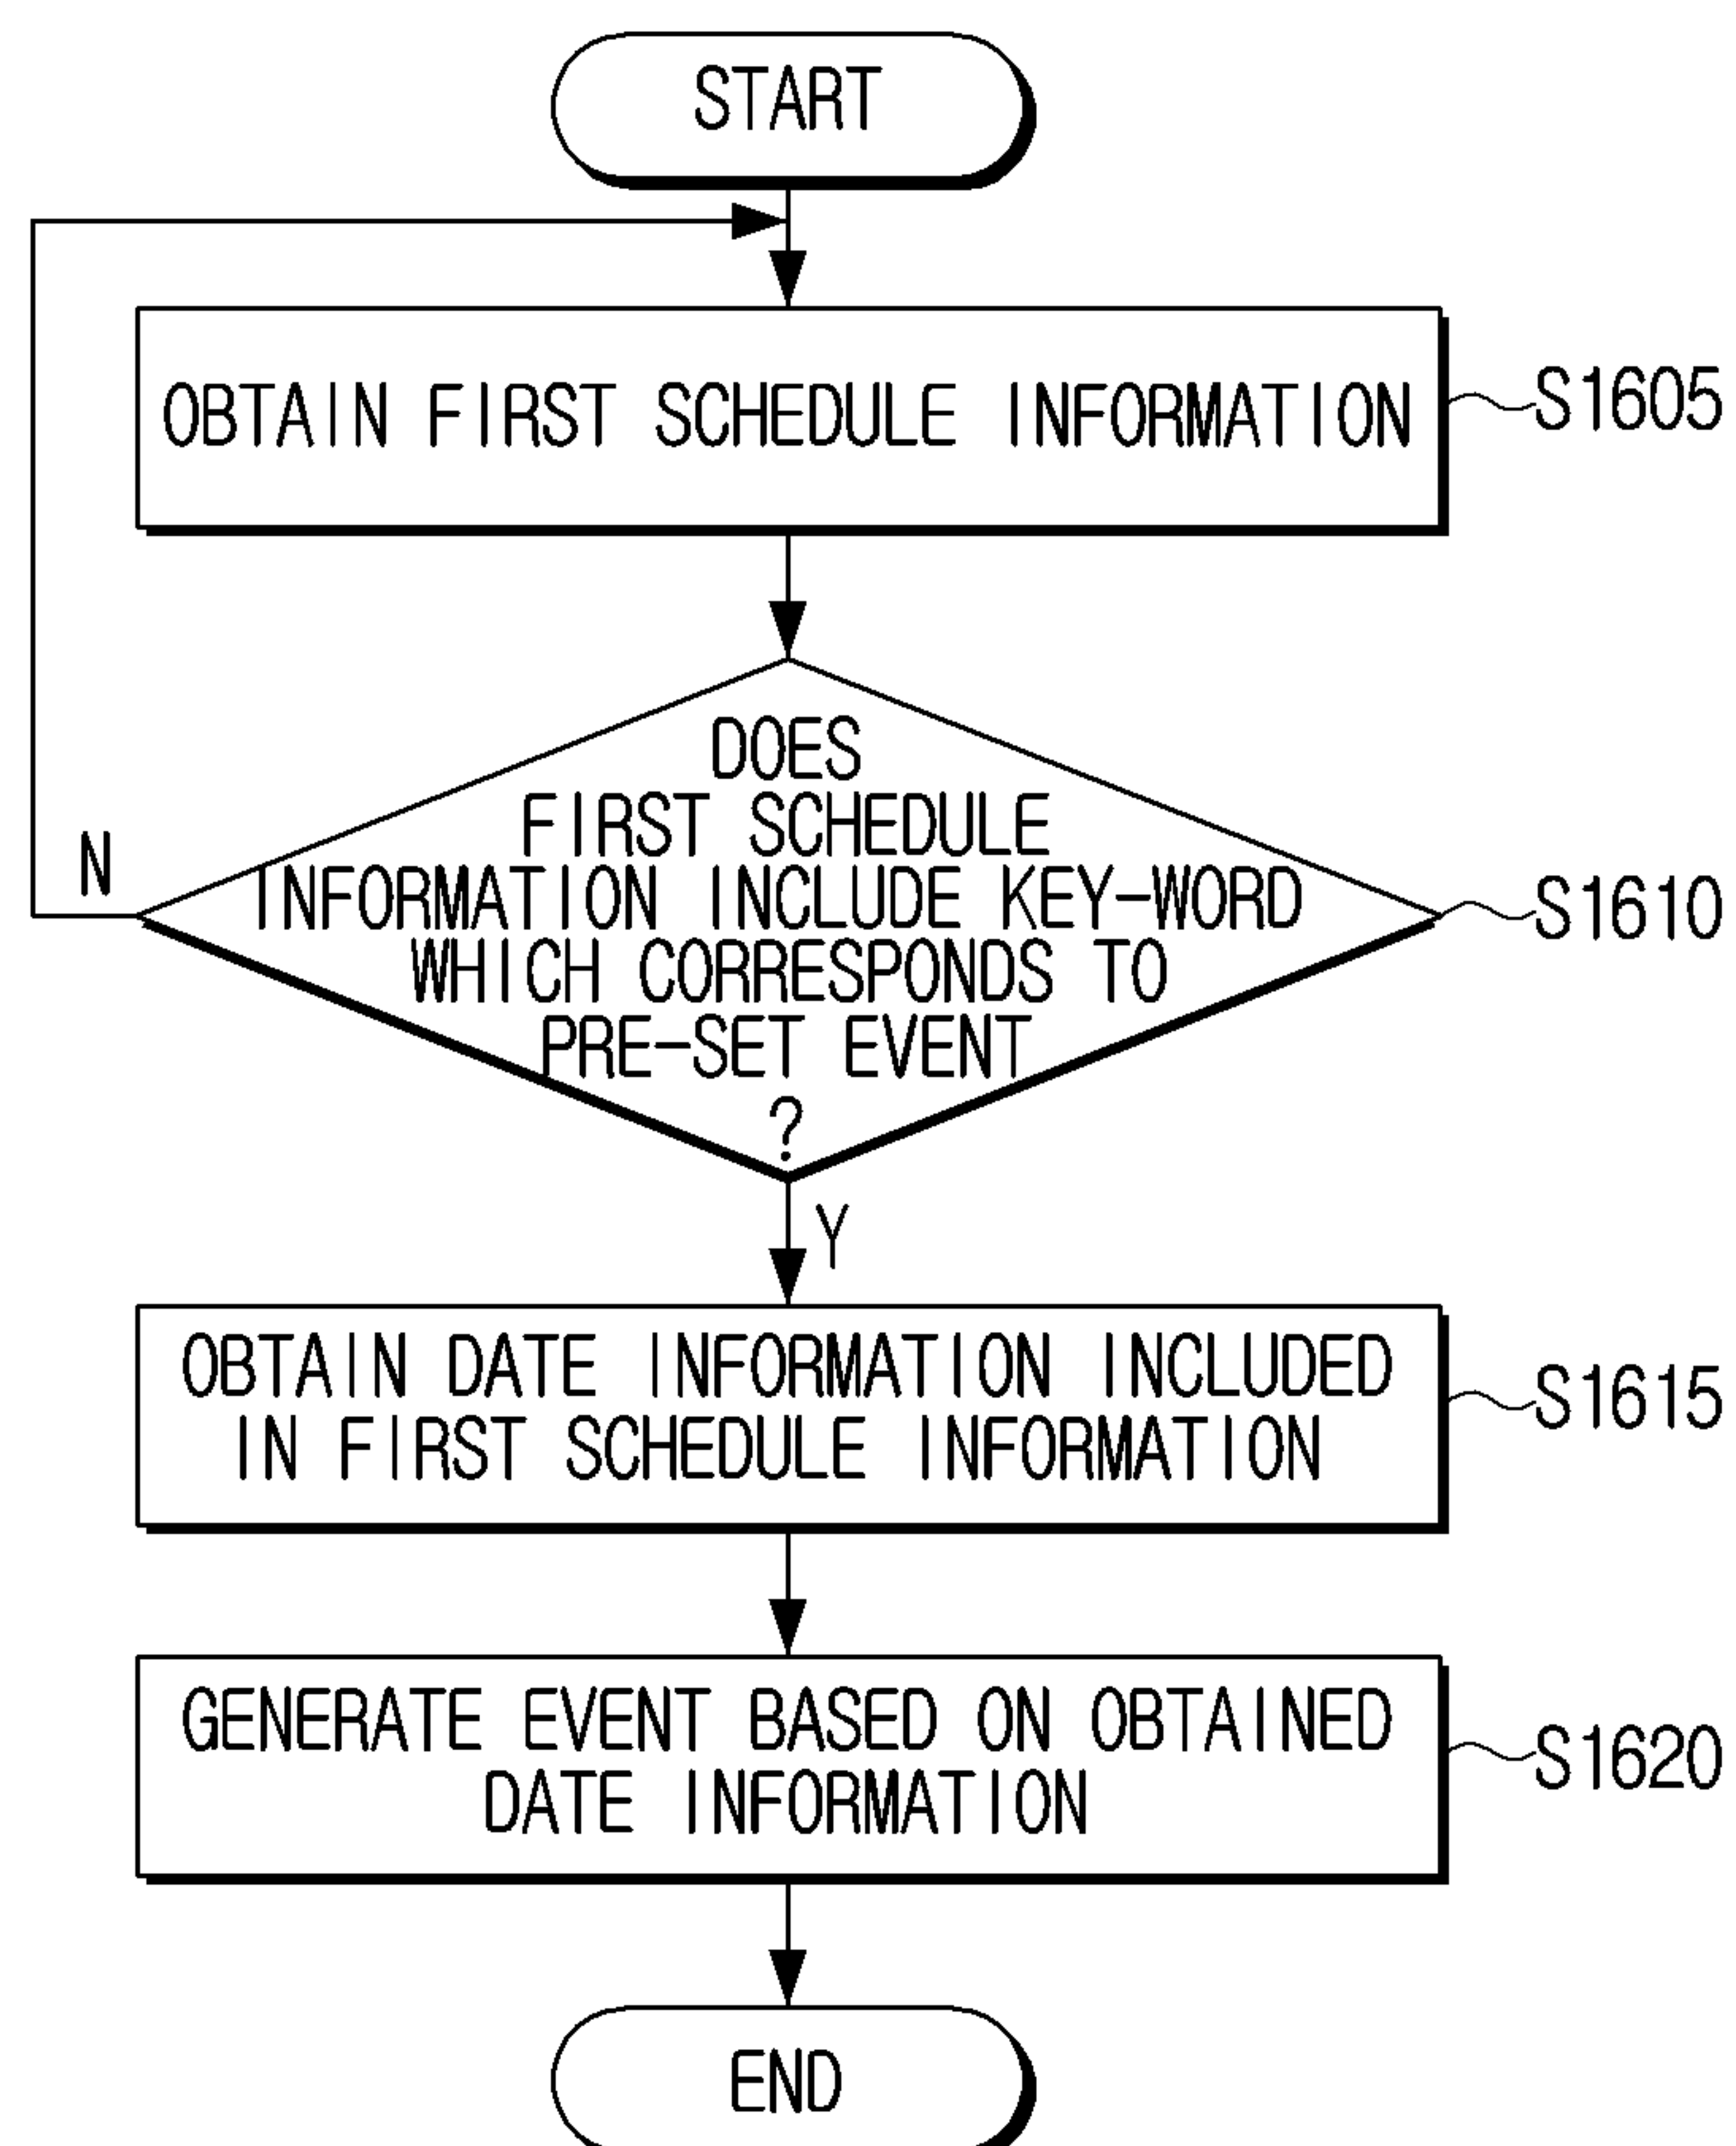 START
OBTAIN FIRST SCHEDULE INFORMATION
S1605
DOES
FIRST SCHEDULE
INFORMATION INCLUDE KEY-WORD
WHICH CORRESPONDS TO
PRE-SET EVENT
?
N
S1610
Y
OBTAIN DATE INFORMATION INCLUDED
IN FIRST SCHEDULE INFORMATION
S1615
GENERATE EVENT BASED ON OBTAINED
DATE INFORMATION
S1620
END